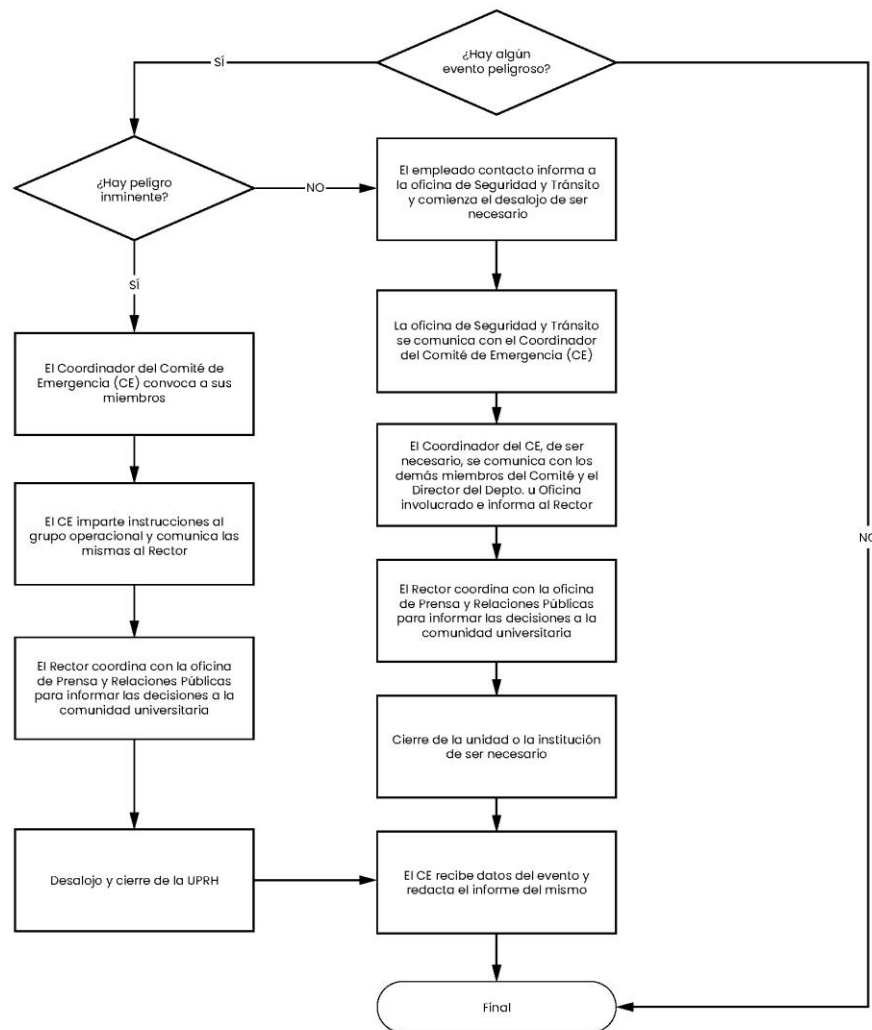 ¿Hay algún
evento peligroso?
SÍ
¿Hay peligro
inminente?
NO
El empleado contacto informa a
la oficina de Seguridad y Tránsito
y comienza el desalojo de ser
necesario
SÍ
La oficina de Seguridad y Tránsito
se comunica con el Coordinador
del Comité de Emergencia (CE)
El Coordinador del Comité de
Emergencia (CE) convoca a sus
miembros
El Coordinador del CE, de ser
necesario, se comunica con los
demás miembros del Comité y el
Director del Depto. u Oficina
involucrado e informa al Rector
El CE imparte instrucciones al
grupo operacional y comunica las
mismas al Rector
NO
El Rector coordina con la oficina
de Prensa y Relaciones Públicas
para informar las decisiones a la
comunidad universitaria
El Rector coordina con la oficina
de Prensa y Relaciones Públicas
para informar las decisiones a la
comunidad universitaria
Cierre de la unidad o la institución
de ser necesario
Desalojo y cierre de la UPRH
El CE recibe datos del evento y
redacta el informe del mismo
Final